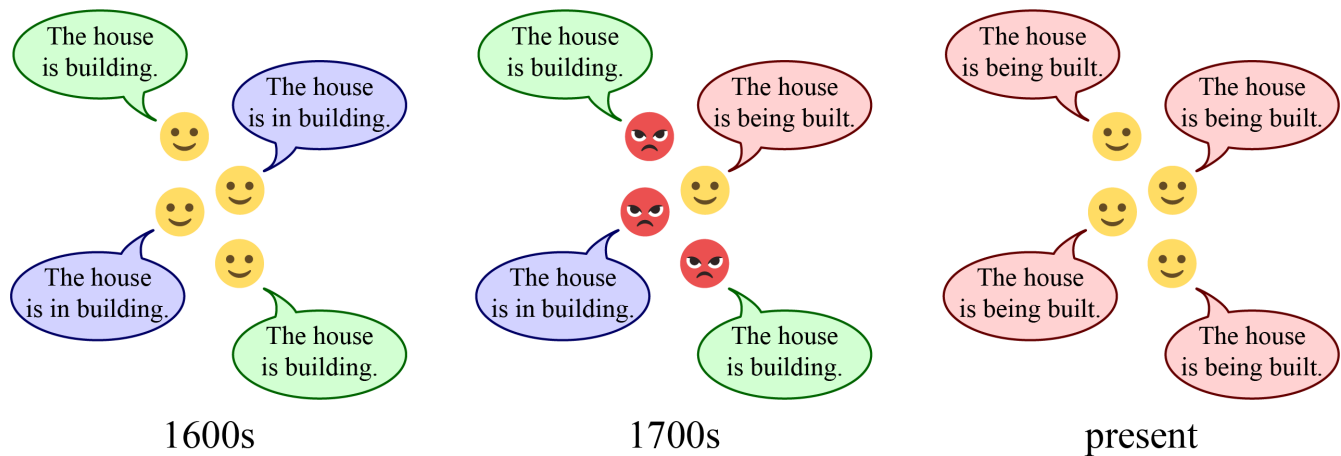 The house
is building.
The house
is in building.
The house
is in building.
The house
is building.
1600s
The house
is building.
The house
is being built.
The house
is in building.
The house
is building.
1700s
The house
is being built.
The house
is being built.
The house
is being built.
The house
is being built.
present